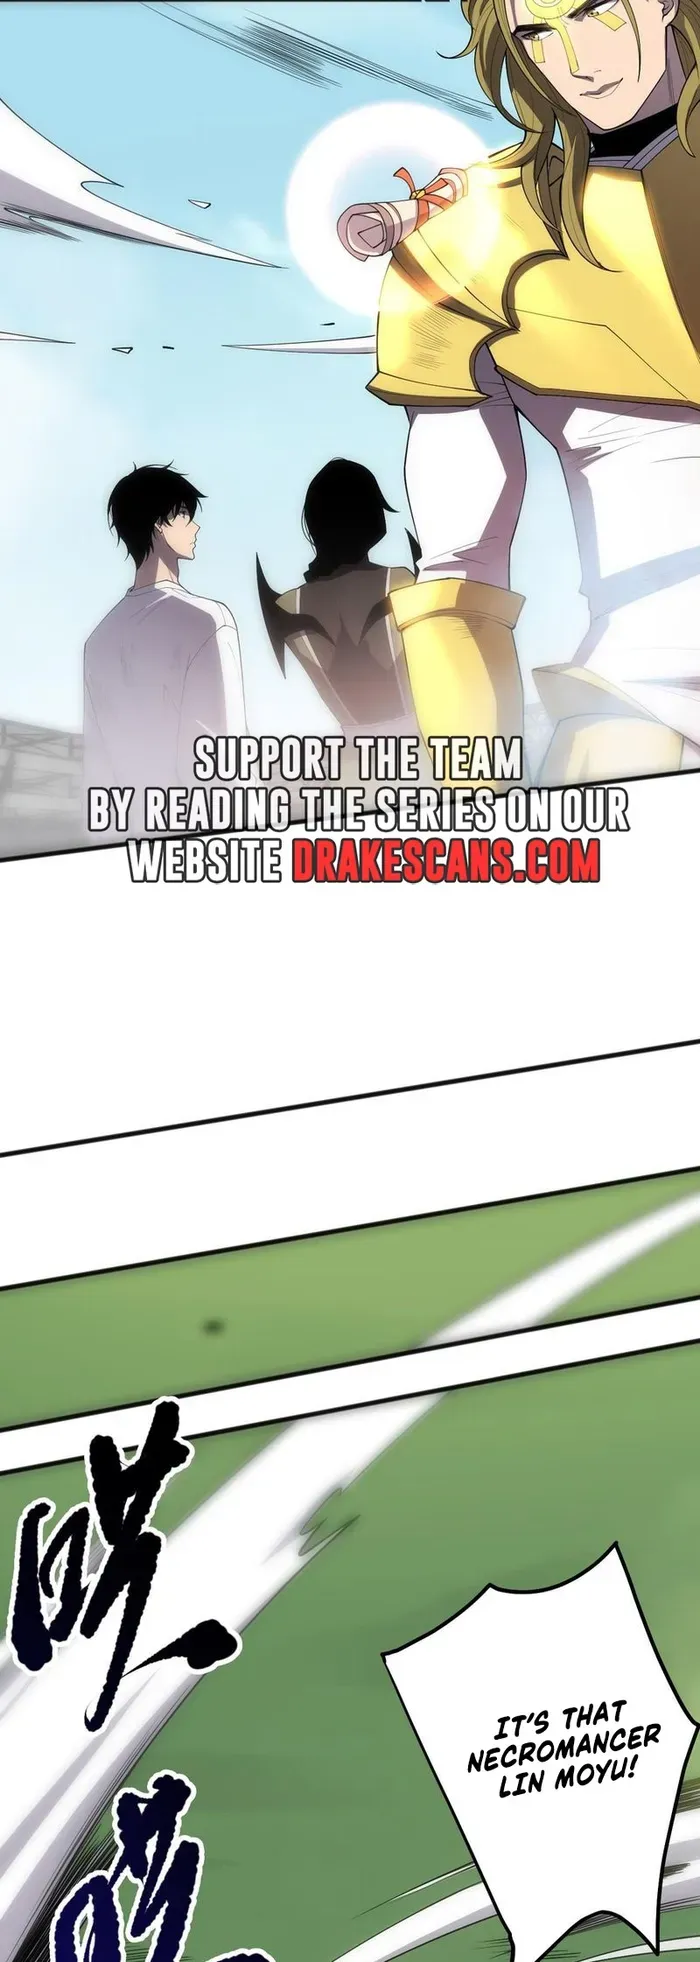 SUPPORT THE TEAM
BY READING THE SERIES ON OUR
WEBSITE DRAKESCANS.COM
IT'S THAT
NECROMANCER
LIN MOYU!